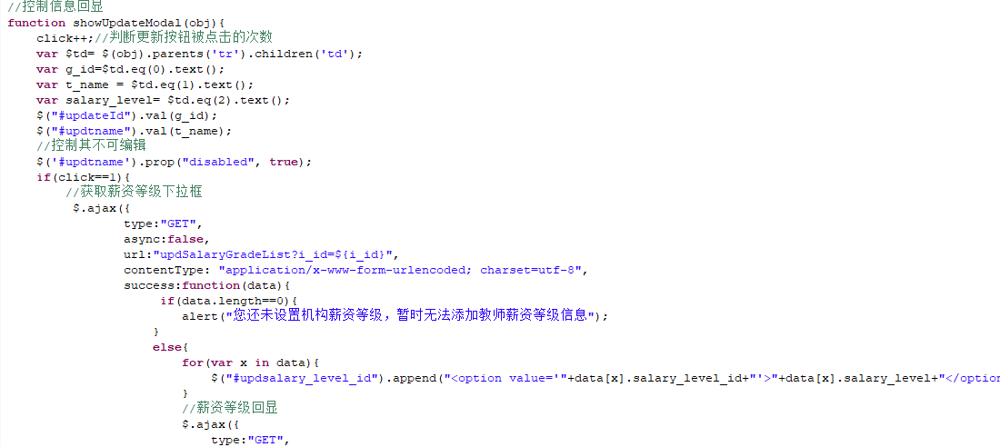 //控制信息回显
function showUpdateModal(obj){
click++;//判断更新按钮被点击的次数
var $td= $(obj).parents('tr').children('td');
var g_id=$td.eq(0).text();
var t_name = $td.eq(1).text();
var salary_level= $td.eq(2).text();
$("#updateId").val(g_id);
$("#updtname").val(t_name);
//控制其不可编辑
$('#updtname').prop("disabled", true);
if(click==1){
//获取薪资等级下拉框
$.ajax({
type:"GET",
async:false,
url:"updSalaryGradeList?i_id=${i_id}",
contentType: "application/x-www-form-urlencoded; charset=utf-8",
success:function(data){
if(data.length==0){
alert("您还未设置机构薪资等级，暂时无法添加教师薪资等级信息");
}
else{
for(var x in data){
$("#updsalary_level_id").append("<option value='"+data[x].salary_level_id+"'>"+data[x].salary_level+"</option
}
//薪资等级回显
$.ajax({
type:"GET",